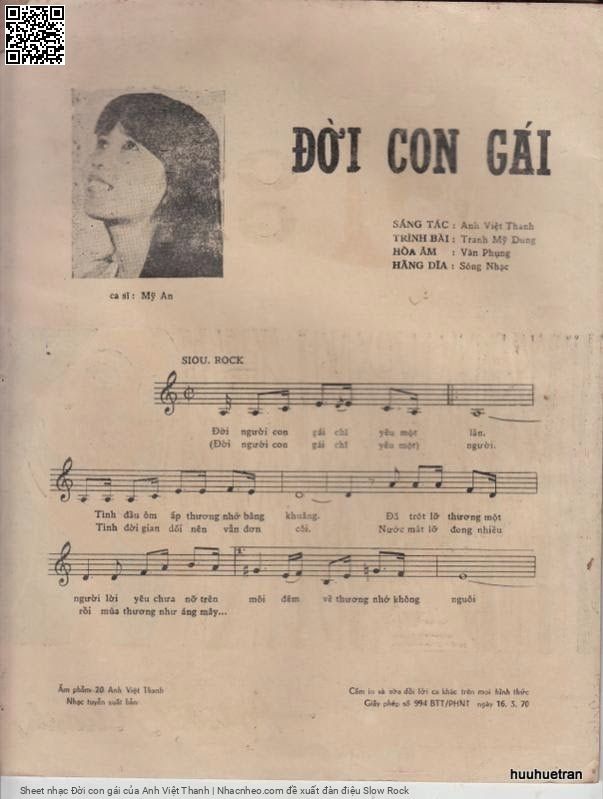 ĐỜI CON GÁI
SÁNG TÁC : Anh Việt Thanh
TRÌNH BÀI : Tranh Mỹ Dung
HÒA ÂM : Văn Phụng
HÃNG DĨA : Sóng Nhạc
ca sĩ : Mỹ An
SIOU. ROCK
Đời người con gái chỉ yêu một lần.
(Đời người con gái chỉ yêu một) người.
Tình đầu ôm ấp thương nhớ bâng khuâng. Đã trót lỡ thương một
Tình đời gian dối nên vẫn đơn côi. Nước mắt lỡ đong nhiều
người lời yêu chưa nở trên môi đêm về thương nhớ không nguôi
rồi mùa thương như áng mây...
Ấm phẩm 20 Anh Việt Thanh
Nhạc tuyển xuất bản
Cấm in và sửa đổi lời ca khác trên mọi hình thức
Giấy phép số 994 BTT/PHNT ngày 16. 3. 70
huuhuetran
Sheet nhạc Đời con gái của Anh Việt Thanh | Nhacnheo.com đề xuất đàn điệu Slow Rock